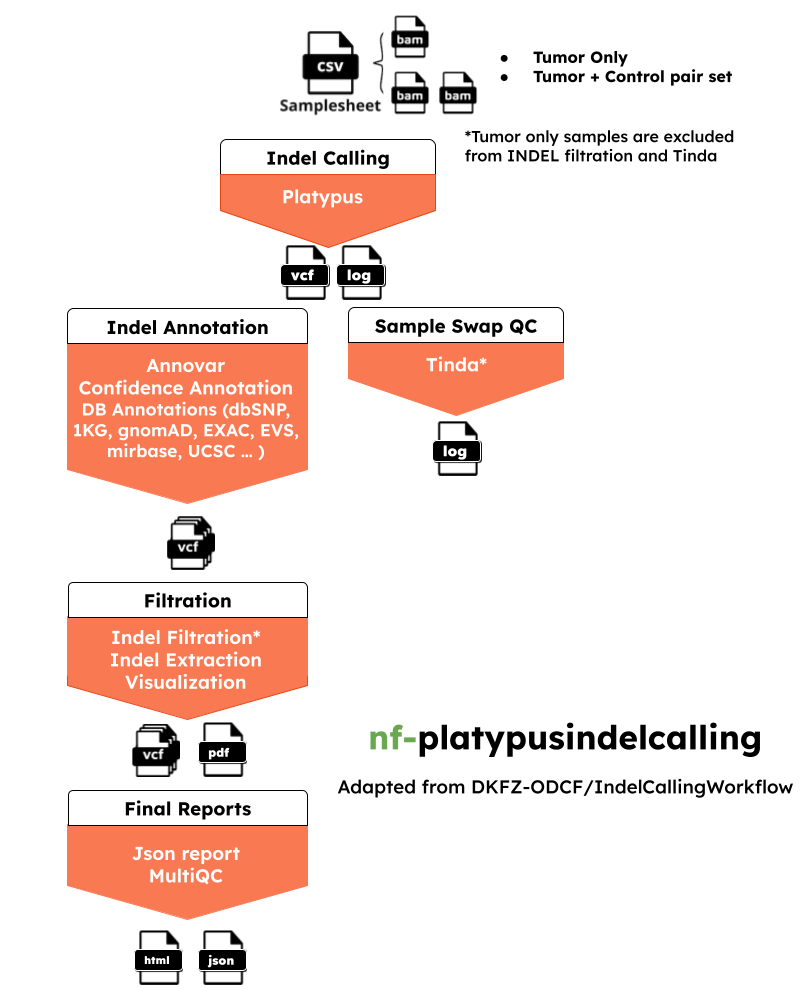 bam
csv
bam
bam
Samplesheet
● Tumor Only
● Tumor + Control pair set
*Tumor only samples are excluded
from INDEL filtration and Tinda
Indel Calling
Platypus
vcf
log
Indel Annotation
Annovar
Confidence Annotation
DB Annotations (dbSNP,
1KG, gnomAD, EXAC, EVS,
mirbase, UCSC ... )
Sample Swap QC
Tinda*
log
vcf
Filtration
Indel Filtration*
Indel Extraction
Visualization
vcf
pdf
nf-platypusindelcalling
Adapted from DKFZ-ODCF/IndelCallingWorkflow
Final Reports
Json report
MultiQC
html
json